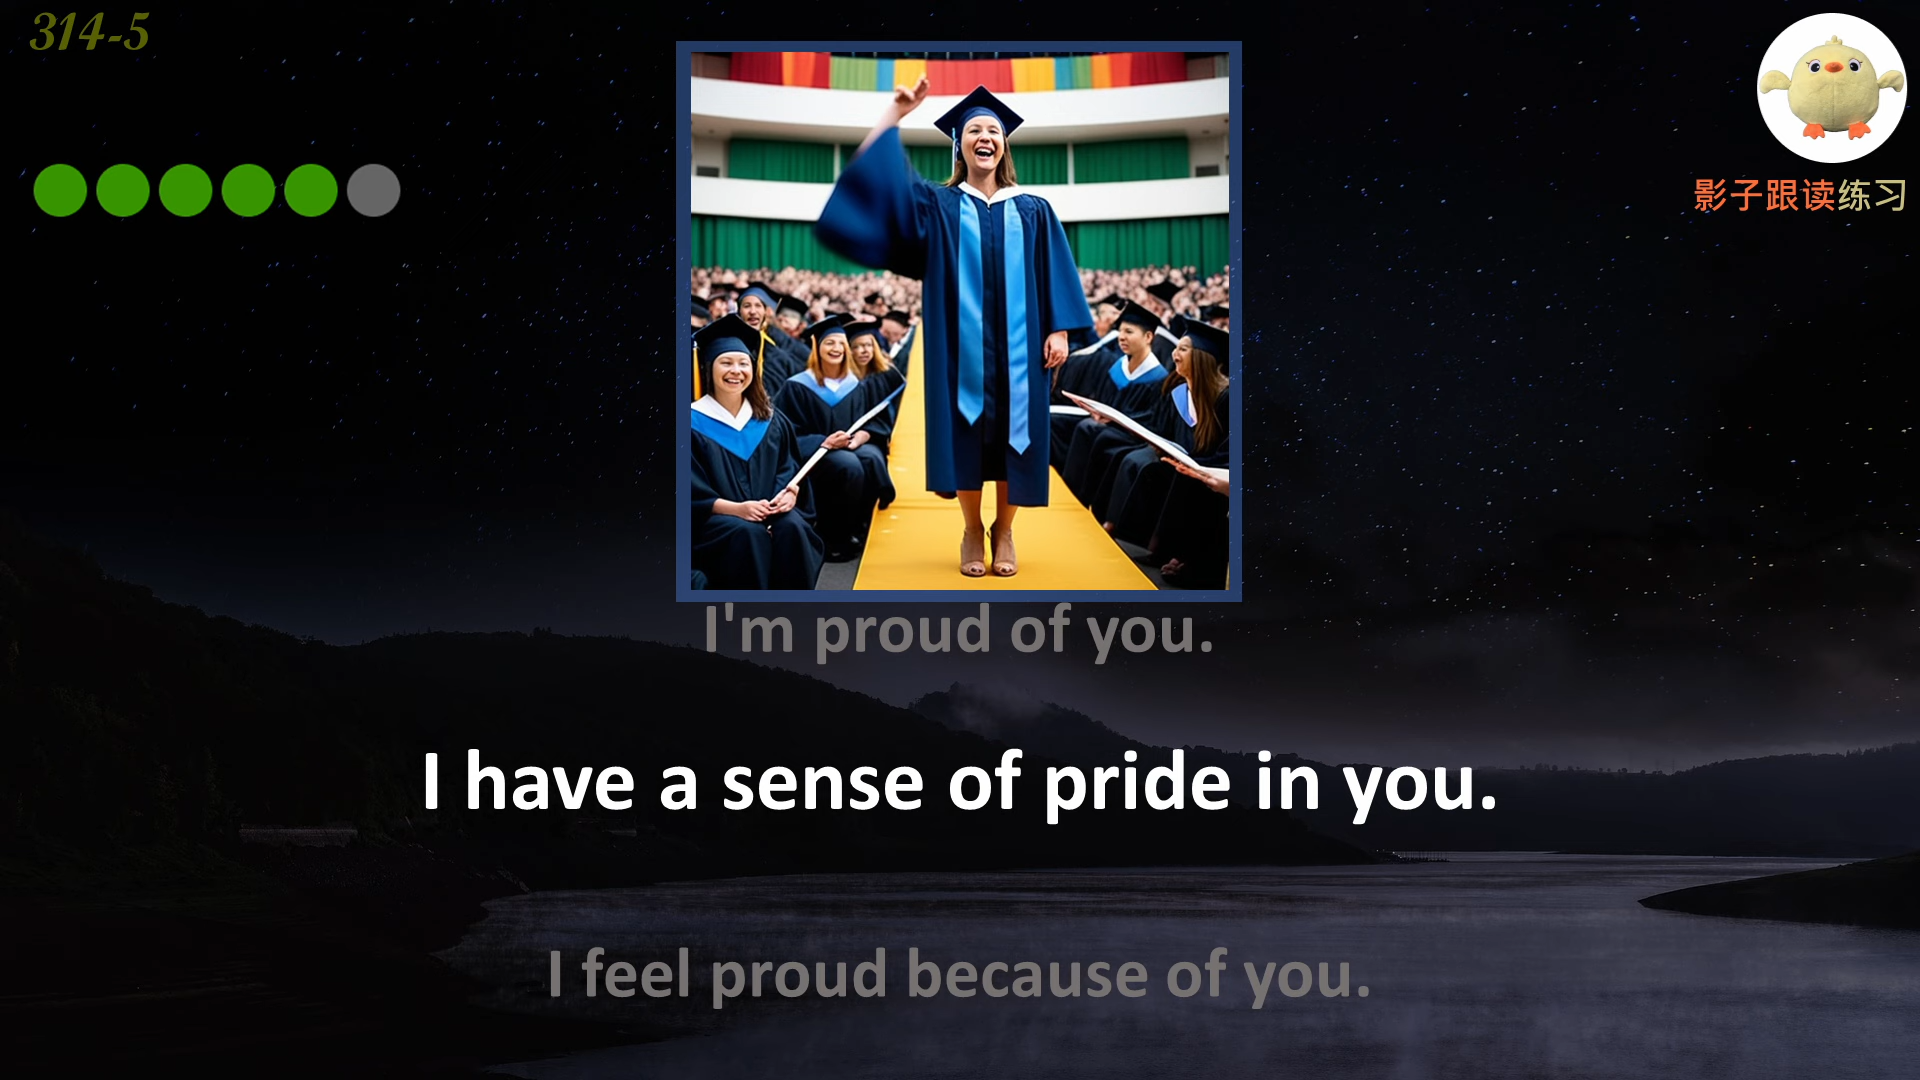 314-5
影子跟读练习
I'm proud of you.
I have a sense of pride in you.
I feel proud because of you.